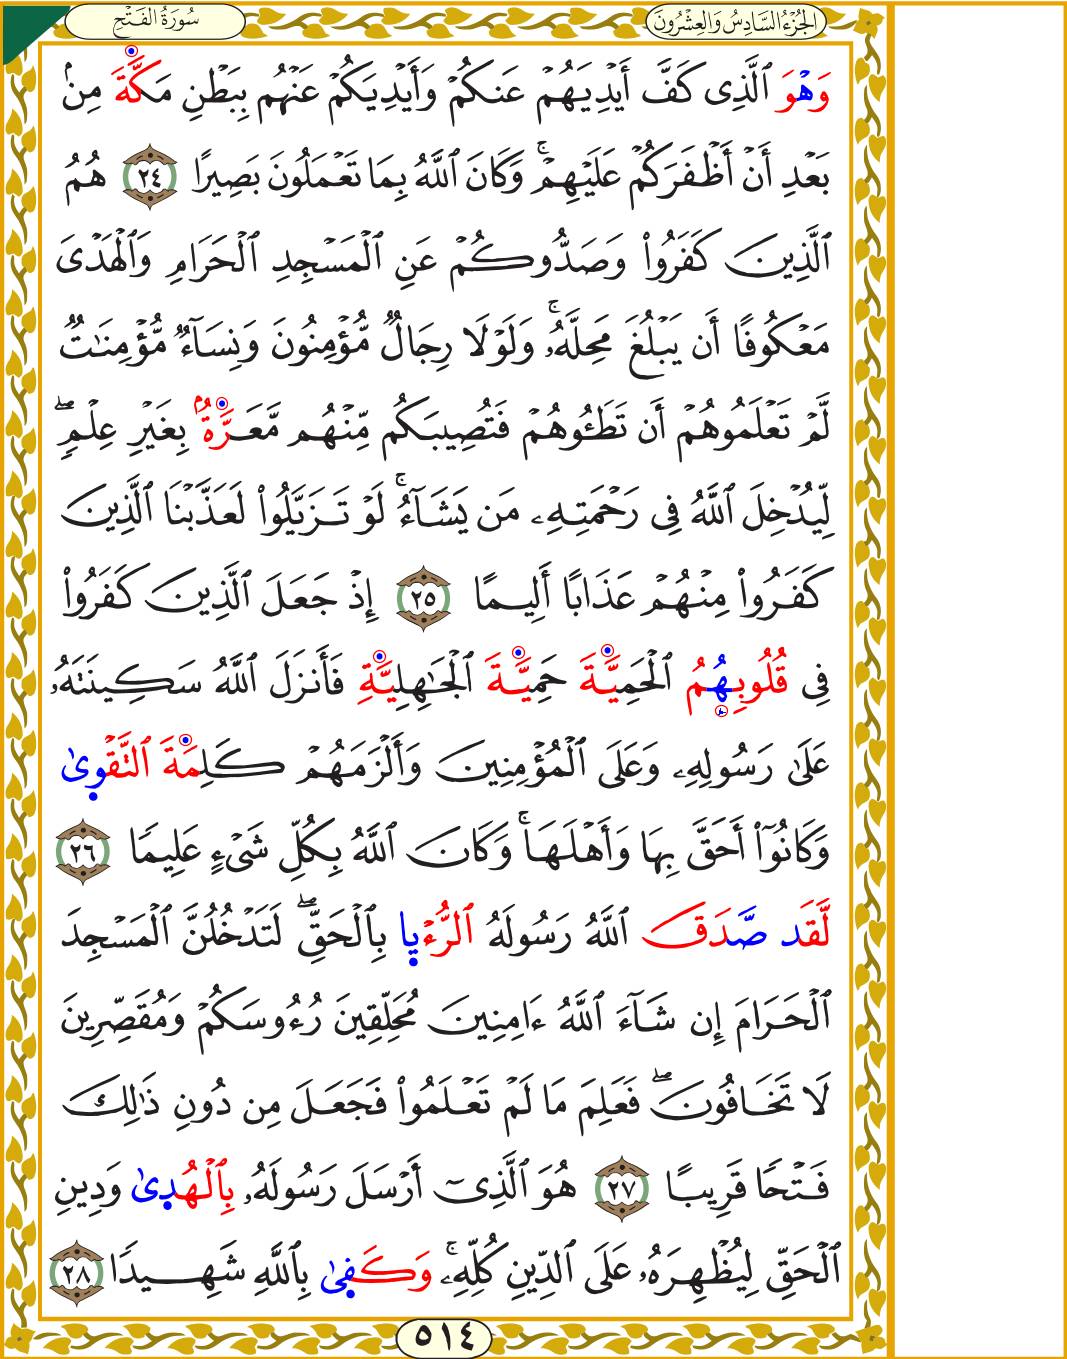 سُورَةُ الفَتْحِ
الجُزْءُ السَّادِسُ وَالعِشْرُونَ
وَهْوَ ٱلَّذِى كَفَّ أَيْدِيَهُمْ عَنكُمْ وَأَيْدِيَكُمْ عَنْهُم بِبَطْنِ مَكَّةَ مِنۢ
بَعْدِ أَنْ أَظْفَرَكُمْ عَلَيْهِمْ ۚ وَكَانَ ٱللَّهُ بِمَا تَعْمَلُونَ بَصِيرًا ٢٤ هُمُ
ٱلَّذِينَ كَفَرُوا۟ وَصَدُّوكُمْ عَنِ ٱلْمَسْجِدِ ٱلْحَرَامِ وَٱلْهَدْىَ
مَعْكُوفًا أَن يَبْلُغَ مَحِلَّهُۥ ۚ وَلَوْلَا رِجَالٌ مُّؤْمِنُونَ وَنِسَآءٌ مُّؤْمِنَـٰتٌ
لَّمْ تَعْلَمُوهُمْ أَن تَطَـُٔوهُمْ فَتُصِيبَكُم مِّنْهُم مَّعَرَّةٌۢ بِغَيْرِ عِلْمٍ ۖ
لِّيُدْخِلَ ٱللَّهُ فِى رَحْمَتِهِۦ مَن يَشَآءُ ۚ لَوْ تَزَيَّلُوا۟ لَعَذَّبْنَا ٱلَّذِينَ
كَفَرُوا۟ مِنْهُمْ عَذَابًا أَلِيمًا ٢٥ إِذْ جَعَلَ ٱلَّذِينَ كَفَرُوا۟
فِى قُلُوبِهُمُ ٱلْحَمِيَّةَ حَمِيَّةَ ٱلْجَـٰهِلِيَّةِ فَأَنزَلَ ٱللَّهُ سَكِينَتَهُۥ
عَلَىٰ رَسُولِهِۦ وَعَلَى ٱلْمُؤْمِنِينَ وَأَلْزَمَهُمْ كَلِمَةَ ٱلتَّقْوىٰ
وَكَانُوٓا۟ أَحَقَّ بِهَا وَأَهْلَهَا ۚ وَكَانَ ٱللَّهُ بِكُلِّ شَىْءٍ عَلِيمًا ٢٦
لَّقَد صَّدَقَ ٱللَّهُ رَسُولَهُ ٱلرُّءْيا بِٱلْحَقِّ ۖ لَتَدْخُلُنَّ ٱلْمَسْجِدَ
ٱلْحَرَامَ إِن شَآءَ ٱللَّهُ ءَامِنِينَ مُحَلِّقِينَ رُءُوسَكُمْ وَمُقَصِّرِينَ
لَا تَخَافُونَ ۖ فَعَلِمَ مَا لَمْ تَعْلَمُوا۟ فَجَعَلَ مِن دُونِ ذَٰلِكَ
فَتْحًا قَرِيبًا ٢٧ هُوَ ٱلَّذِىٓ أَرْسَلَ رَسُولَهُۥ بِٱلْهُدىٰ وَدِينِ
ٱلْحَقِّ لِيُظْهِرَهُۥ عَلَى ٱلدِّينِ كُلِّهِۦ ۚ وَكَفىٰ بِٱللَّهِ شَهِيدًا ٢٨
٥١٤